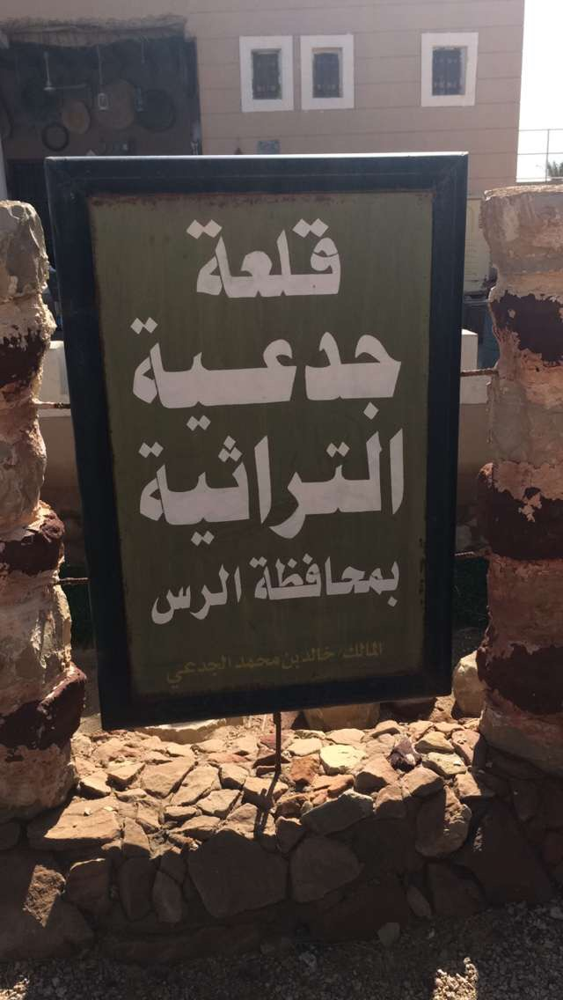 قلعة
جدعية
التراثية
بمحافظة الرس
المالك خالد بن محمد الجدعي